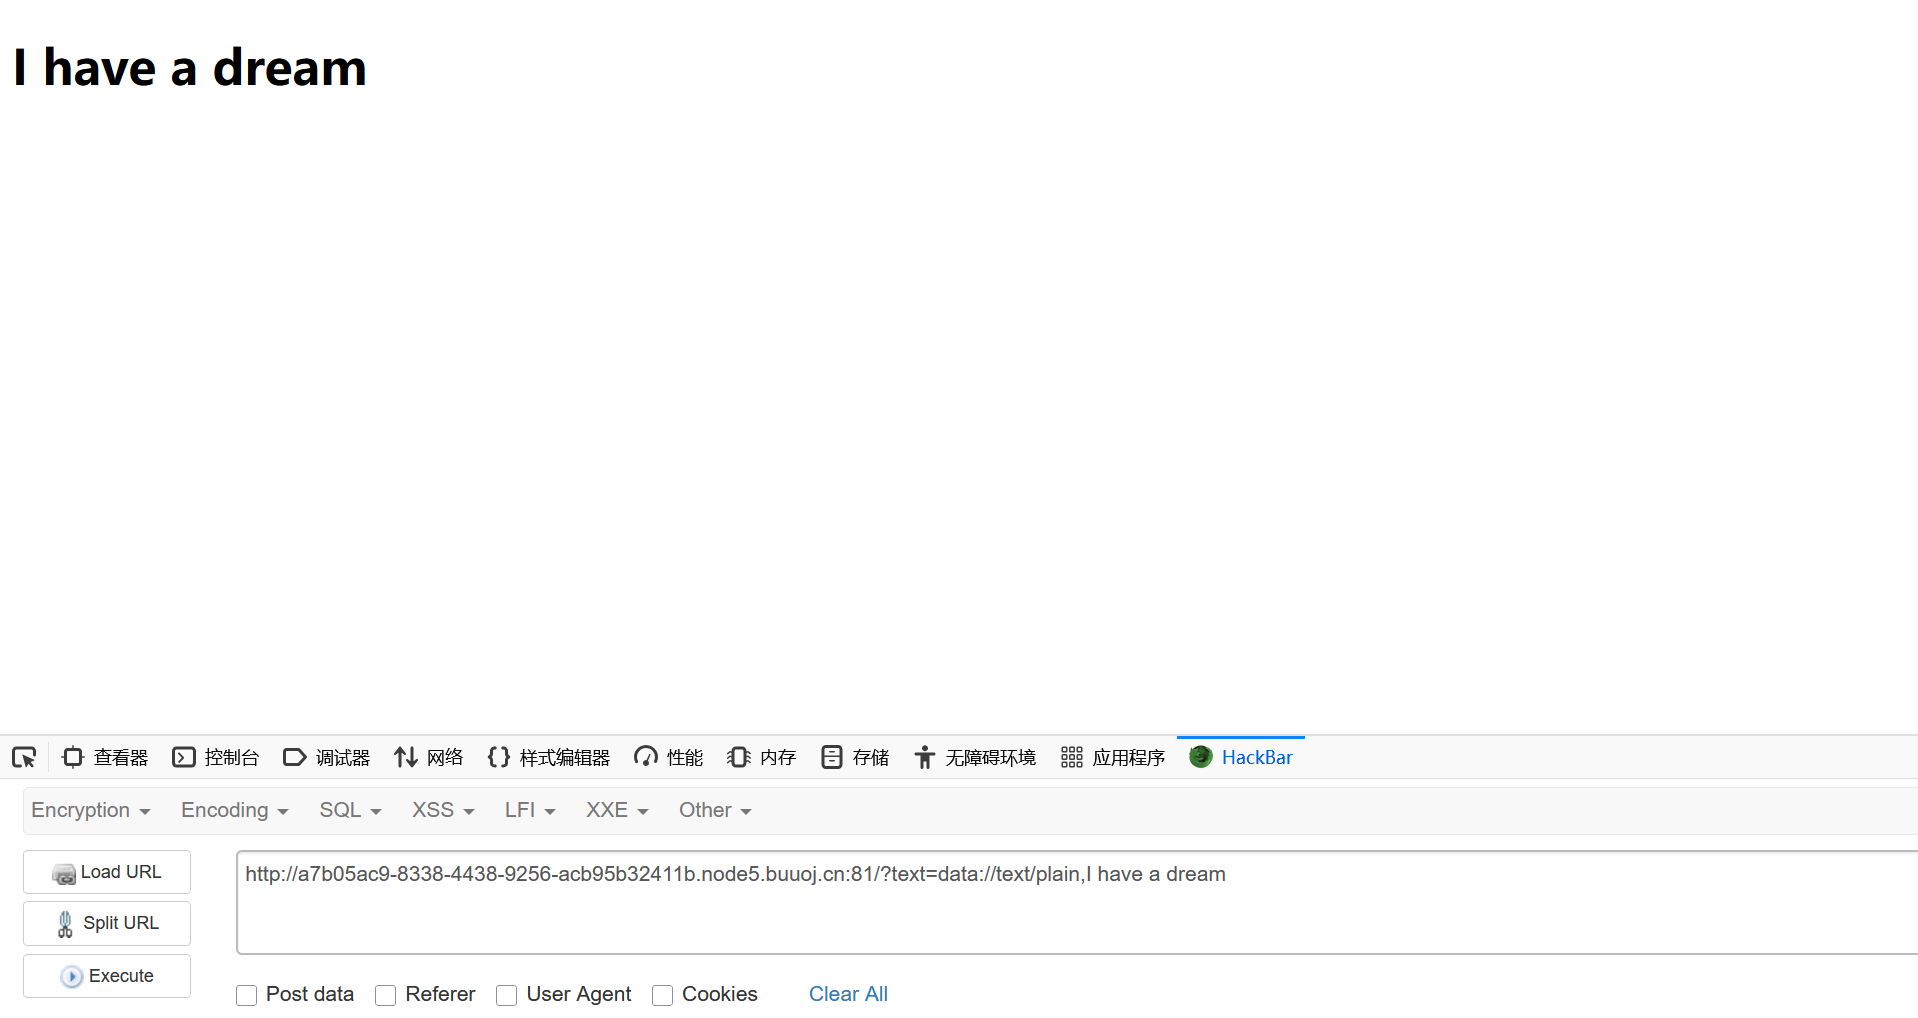 I have a dream
查看器 控制台 调试器 网络 样式编辑器 性能 内存 存储 无障碍环境 应用程序 HackBar
Encryption Encoding SQL XSS LFI XXE Other
Load URL
http://a7b05ac9-8338-4438-9256-acb95b32411b.node5.buuoj.cn:81/?text=data://text/plain,I have a dream
Split URL
Execute
Post data Referer User Agent Cookies Clear All